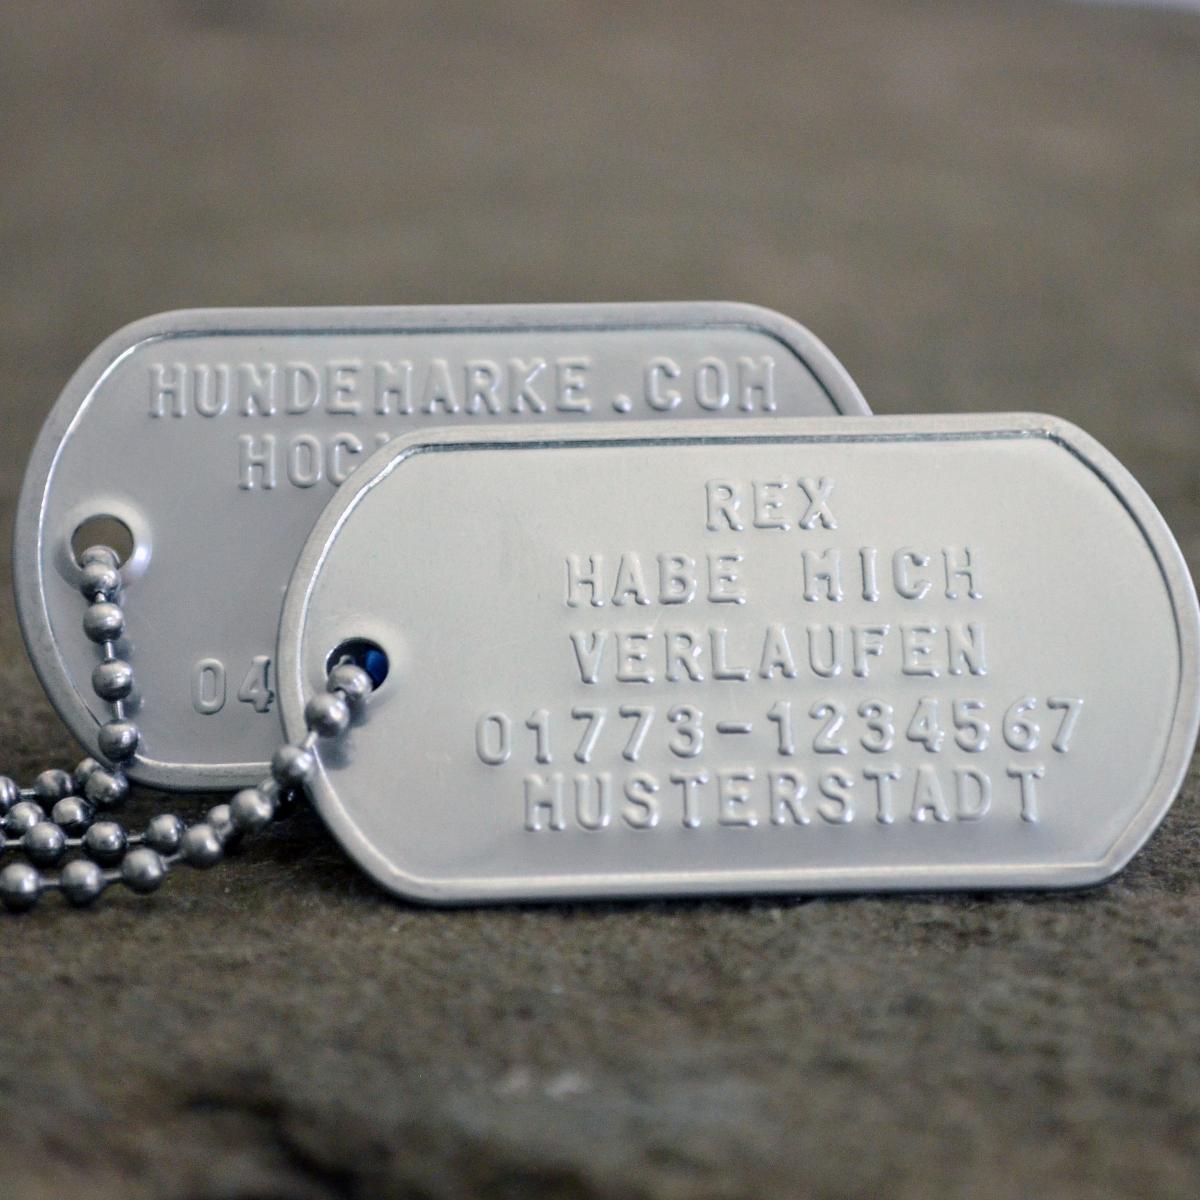 HUNDEMARKE.COM
REX
HABE MICH
VERLAUFEN
01773-1234567
MUSTERSTADT